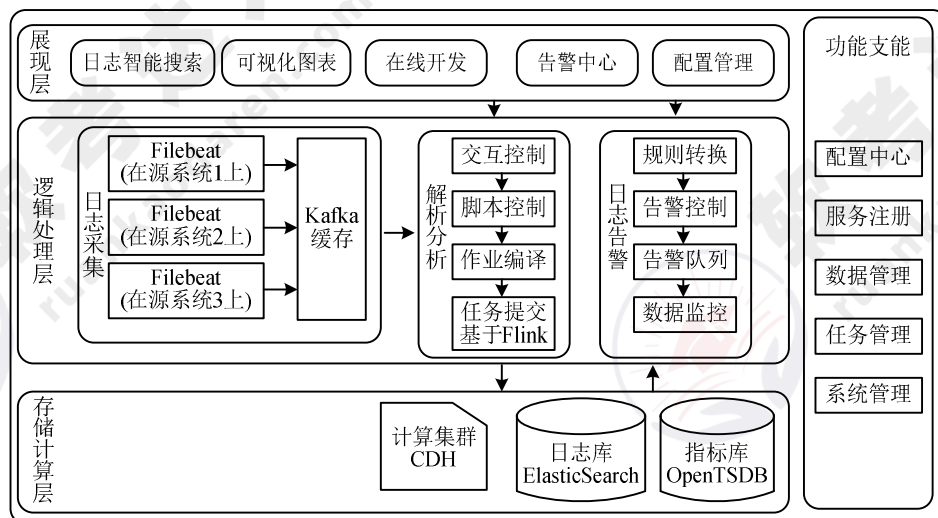 展现层
日志智能搜索
可视化图表
在线开发
告警中心
配置管理
功能支能
配置中心
服务注册
数据管理
任务管理
系统管理
逻辑处理层
日志采集
Filebeat
(在源系统1上)
Filebeat
(在源系统2上)
Filebeat
(在源系统3上)
Kafka
缓存
解析分析
交互控制
脚本控制
作业编译
任务提交
基于Flink
日志告警
规则转换
告警控制
告警队列
数据监控
存储计算层
计算集群
CDH
日志库
ElasticSearch
指标库
OpenTSDB